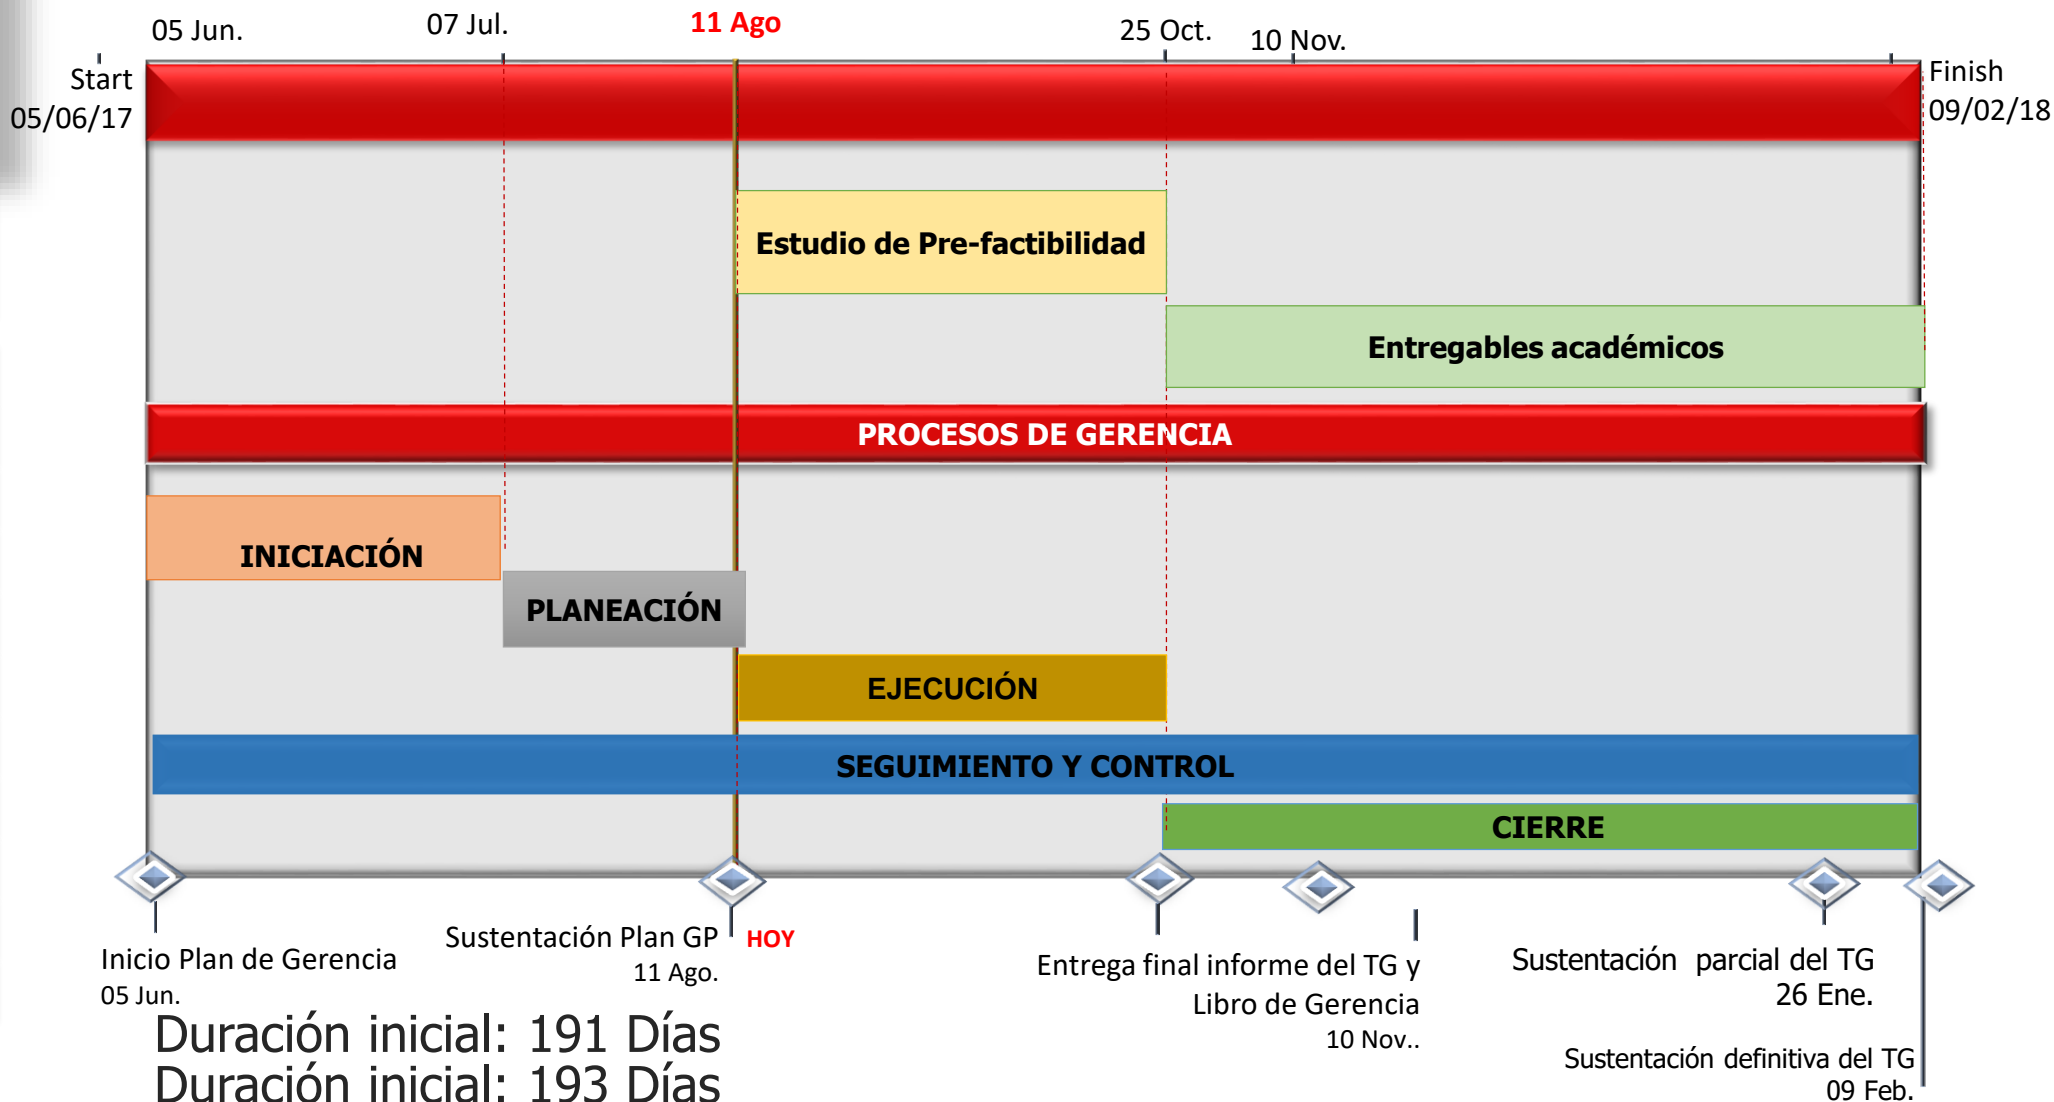 05 Jun.
07 Jul.
11 Ago
25 Oct.
10 Nov.
Start
05/06/17
Finish
09/02/18
Estudio de Pre-factibilidad
Entregables académicos
PROCESOS DE GERENCIA
INICIACIÓN
PLANEACIÓN
EJECUCIÓN
SEGUIMIENTO Y CONTROL
CIERRE
Inicio Plan de Gerencia
05 Jun.
Sustentación Plan GP
11 Ago.
HOY
Entrega final informe del TG y
Libro de Gerencia
10 Nov..
Sustentación parcial del TG
26 Ene.
Sustentación definitiva del TG
09 Feb.
Duración inicial: 191 Días
Duración inicial: 193 Días